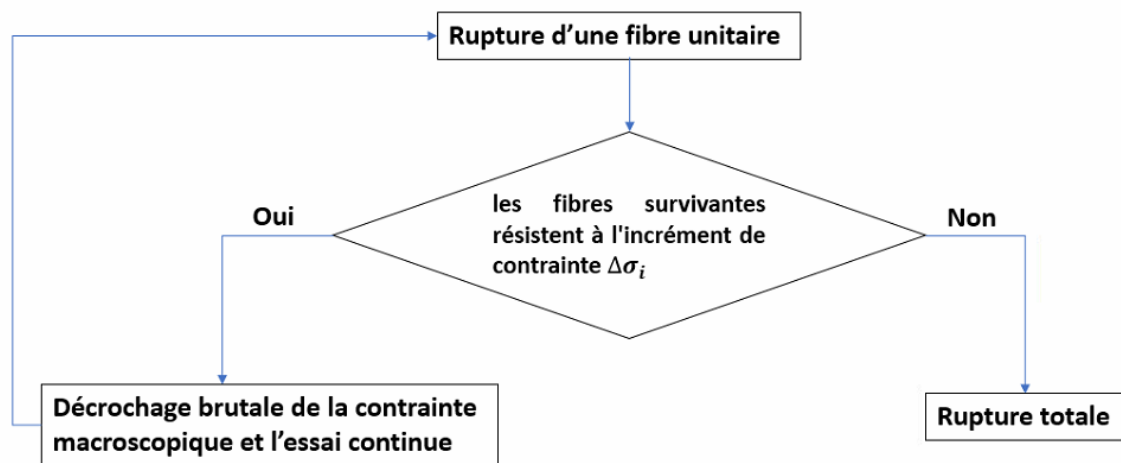 Rupture d’une fibre unitaire
les fibres survivantes
résistent à l'incrément de
contrainte Δσᵢ
Oui
Non
Décrochage brutale de la contrainte
macroscopique et l’essai continue
Rupture totale